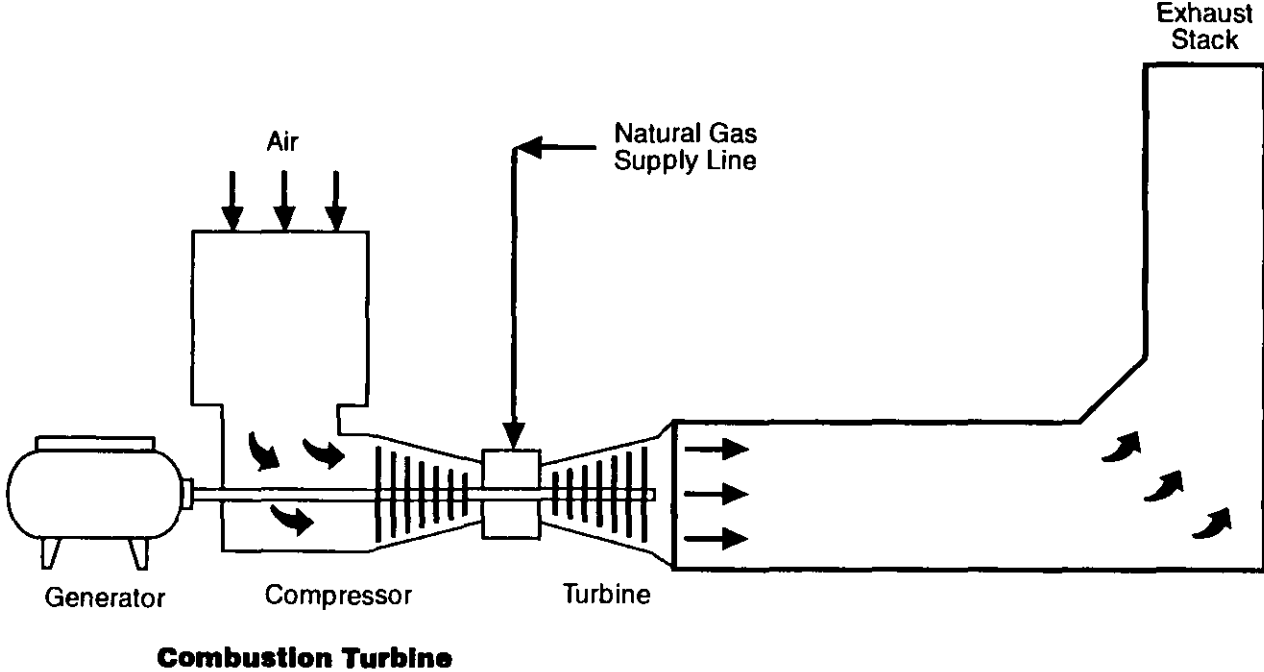 Exhaust
Stack
Air
Natural Gas
Supply Line
Generator
Compressor
Turbine
Combustion Turbine